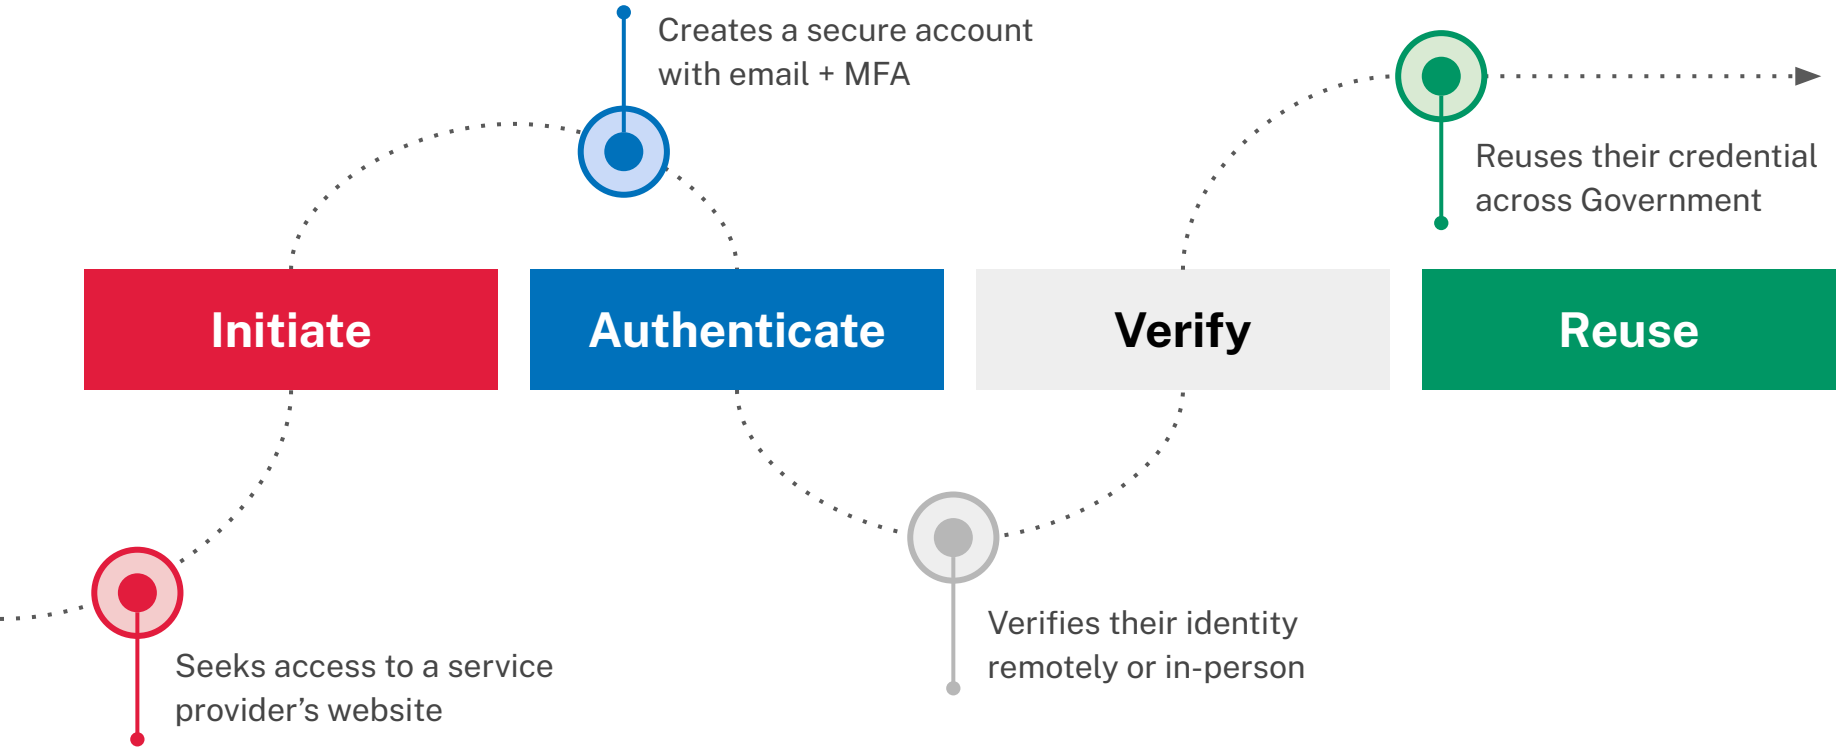 Creates a secure account
with email + MFA
Reuses their credential
across Government
Initiate
Authenticate
Verify
Reuse
Seeks access to a service
provider’s website
Verifies their identity
remotely or in-person